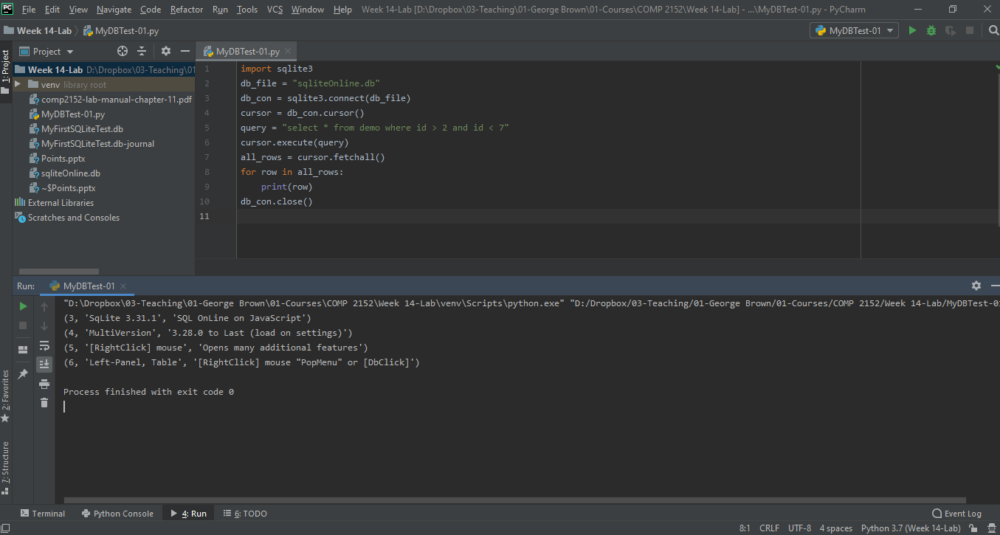 PC File Edit View Navigate Code Refactor Run Tools VCS Window Help Week 14-Lab [D:\Dropbox\03-Teaching\01-George Brown\01-Courses\COMP 2152\Week 14-Lab] - ...\MyDBTest-01.py - PyCharm
Week 14-Lab MyDBTest-01.py MyDBTest-01
1: Project
Project
Week 14-Lab D:\Dropbox\03-Teaching\01
venv library root
comp2152-lab-manual-chapter-11.pdf
MyDBTest-01.py
MyFirstSQLiteTest.db
MyFirstSQLiteTest.db-journal
Points.pptx
sqliteOnline.db
~$Points.pptx
External Libraries
Scratches and Consoles
MyDBTest-01.py
1 import sqlite3
2 db_file = "sqliteOnline.db"
3 db_con = sqlite3.connect(db_file)
4 cursor = db_con.cursor()
5 query = "select * from demo where id > 2 and id < 7"
6 cursor.execute(query)
7 all_rows = cursor.fetchall()
8 for row in all_rows:
9 print(row)
10 db_con.close()
11
Run: MyDBTest-01
"D:\Dropbox\03-Teaching\01-George Brown\01-Courses\COMP 2152\Week 14-Lab\venv\Scripts\python.exe" "D:/Dropbox/03-Teaching/01-George Brown/01-Courses/COMP 2152/Week 14-Lab/MyDBTest-0
(3, 'SqLite 3.31.1', 'SQL OnLine on JavaScript')
(4, 'MultiVersion', '3.28.0 to Last (load on settings)')
(5, '[RightClick] mouse', 'Opens many additional features')
(6, 'Left-Panel, Table', '[RightClick] mouse "PopMenu" or [DbClick]')
Process finished with exit code 0
2: Favorites
7: Structure
Terminal Python Console 4: Run 6: TODO Event Log
8:1 CRLF UTF-8 4 spaces Python 3.7 (Week 14-Lab)